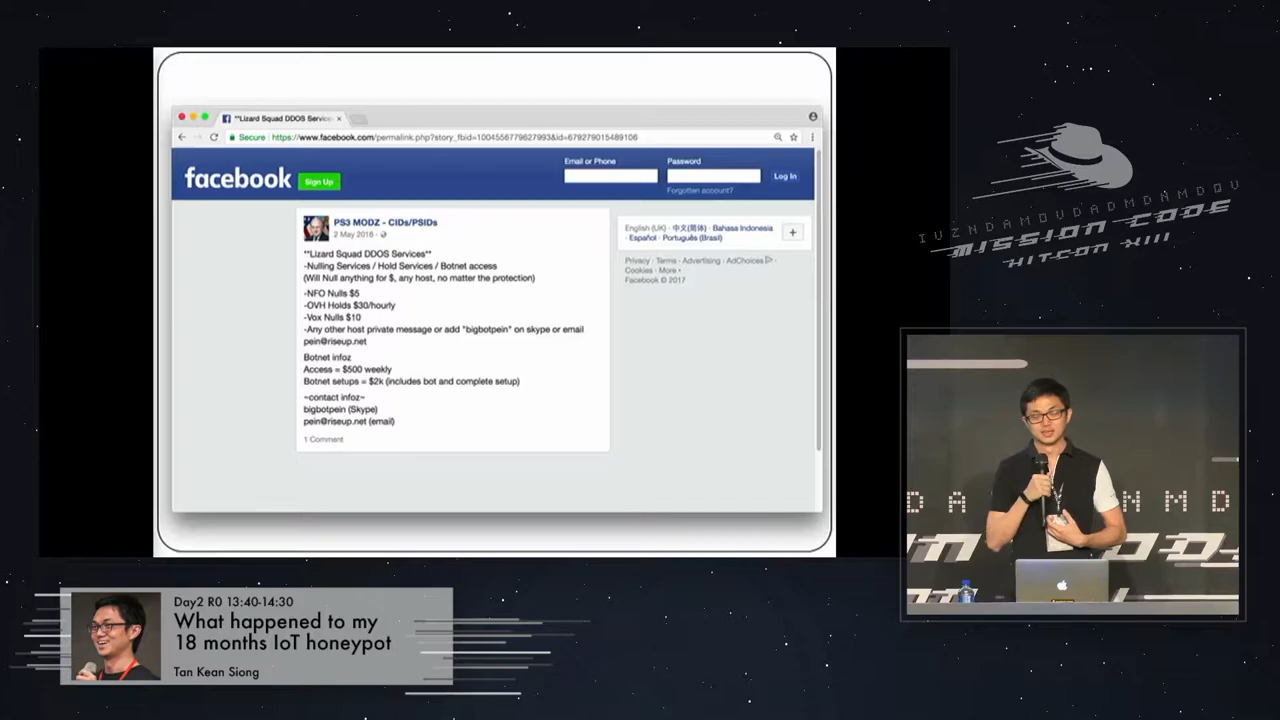 **Lizard Squad DDOS Service
Secure https://www.facebook.com/permalink.php?story_fbid=1004556779627993&id=679279015489106
facebook
Sign Up
Email or Phone
Password
Log In
Forgotten account?
PS3 MODZ - CIDs/PSIDs
2 May 2016
**Lizard Squad DDOS Services**
-Nulling Services / Hold Services / Botnet access
(Will Null anything for $, any host, no matter the protection)
-NFO Nulls $5
-OVH Holds $30/hourly
-Vox Nulls $10
-Any other host private message or add "bigbotpein" on skype or email
pein@riseup.net
Botnet infoz
Access = $500 weekly
Botnet setups = $2k (includes bot and complete setup)
~contact infoz~
bigbotpein (Skype)
pein@riseup.net (email)
1 Comment
English (UK) · 中文(简体) · Bahasa Indonesia
· Español · Português (Brasil)
Privacy · Terms · Advertising · AdChoices ·
Cookies · More
Facebook © 2017
IVZNDAMOVDADMDNMDQV
MISSION CODE
HITCON XIII
D A N M D
Day2 R0 13:40-14:30
What happened to my
18 months IoT honeypot
Tan Kean Siong